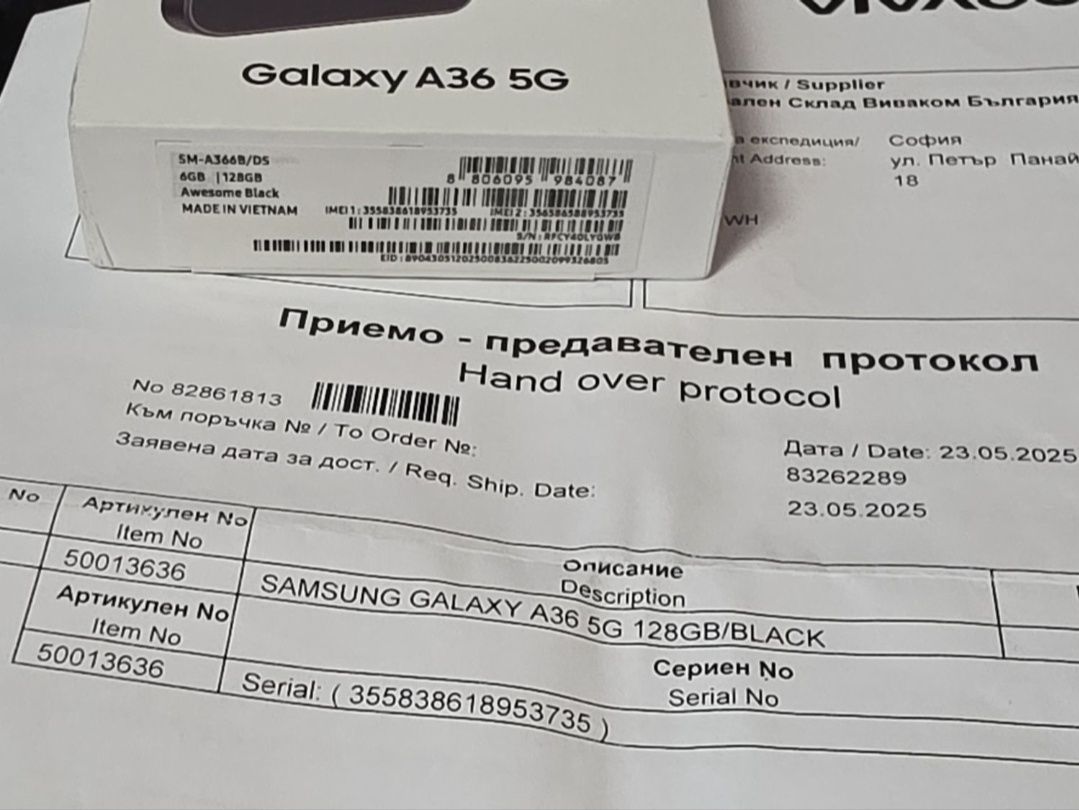 Galaxy A36 5G
SM-A366B/DS
6GB | 128GB
Awesome Black
MADE IN VIETNAM
8 806095 984087
IMEI 1 : 355838618953735 IMEI 2 : 356586588953735
EID : 89043051202500836225002099326805
/ Supplier
Склад Виваком България
експедиция/ София
Address: ул. Петър
18
WH
Приемо - предавателен протокол
Hand over protocol
No 82861813
Към поръчка № / To Order №:
Заявена дата за дост. / Req. Ship. Date:
Дата / Date: 23.05.2025
83262289
23.05.2025
No Артикулен No Описание
Item No Description
50013636 SAMSUNG GALAXY A36 5G 128GB/BLACK
Артикулен No Сериен No
Item No Serial No
50013636 Serial: ( 355838618953735 )